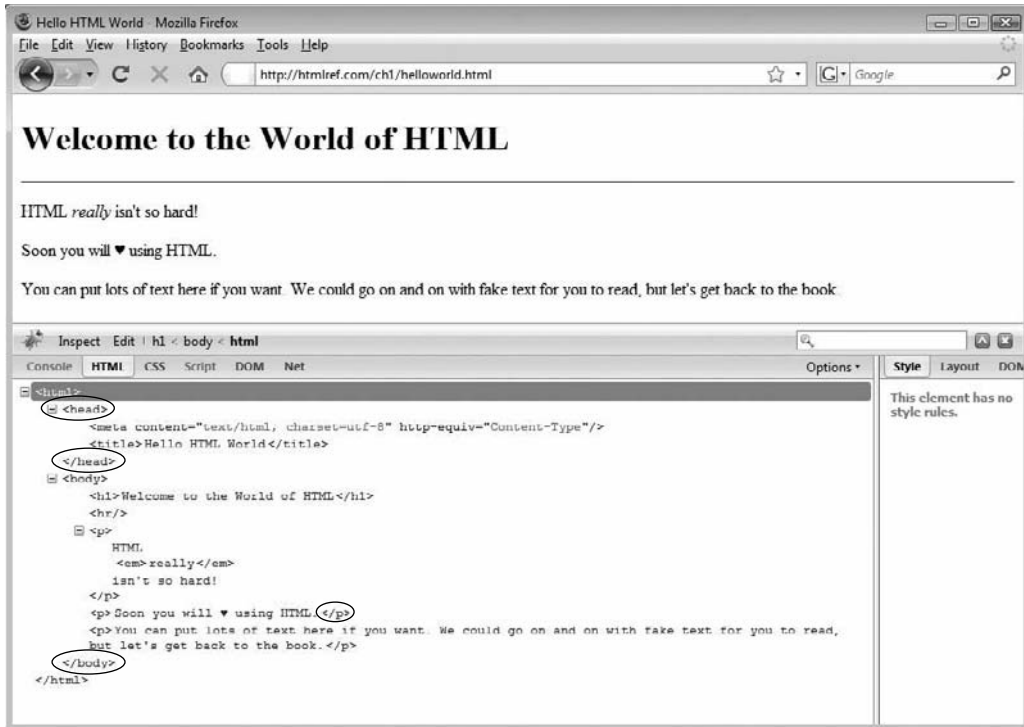 Hello HTML World - Mozilla Firefox
File Edit View History Bookmarks Tools Help
http://htmlref.com/ch1/helloworld.html
G Google
Welcome to the World of HTML
HTML really isn't so hard!
Soon you will ♥ using HTML.
You can put lots of text here if you want. We could go on and on with fake text for you to read, but let's get back to the book.
Inspect Edit | h1 < body < html
Console HTML CSS Script DOM Net Options
Style Layout DOM
<html>
This element has no
style rules.
<head>
<meta content="text/html, charset=utf-8" http-equiv="Content-Type"/>
<title>Hello HTML World</title>
</head>
<body>
<h1>Welcome to the World of HTML</h1>
<hr/>
<p>
HTML
<em>really</em>
isn't so hard!
</p>
<p>Soon you will ♥ using HTML.</p>
<p>You can put lots of text here if you want. We could go on and on with fake text for you to read,
but let's get back to the book.</p>
</body>
</html>